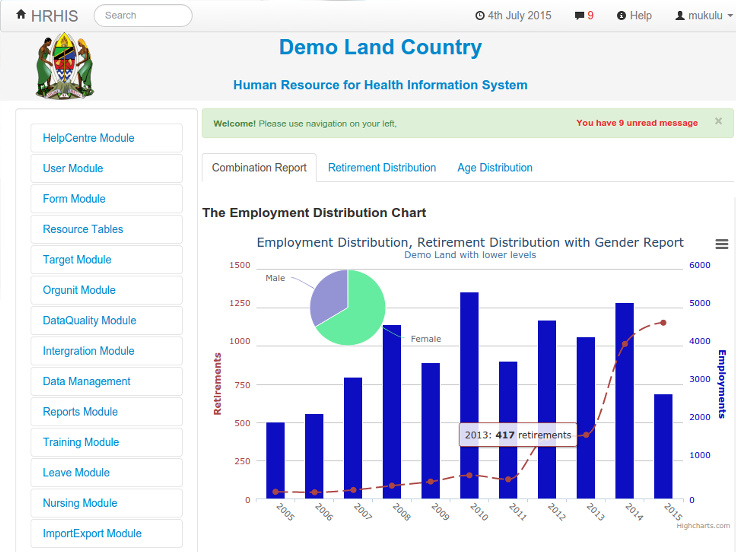 HRHIS
Search
4th July 2015
9
Help
mukulu
Demo Land Country
Human Resource for Health Information System
HelpCentre Module
User Module
Form Module
Resource Tables
Target Module
Orgunit Module
DataQuality Module
Intergration Module
Data Management
Reports Module
Training Module
Leave Module
Nursing Module
ImportExport Module
Welcome! Please use navigation on your left,
You have 9 unread message
×
Combination Report
Retirement Distribution
Age Distribution
The Employment Distribution Chart
Employment Distribution, Retirement Distribution with Gender Report
Demo Land with lower levels
1500
1250
1000
750
500
250
0
Retirements
6000
5000
4000
3000
2000
1000
0
Employments
Male
Female
2013: 417 retirements
2005
2006
2007
2008
2009
2010
2011
2012
2013
2014
2015
Highcharts.com